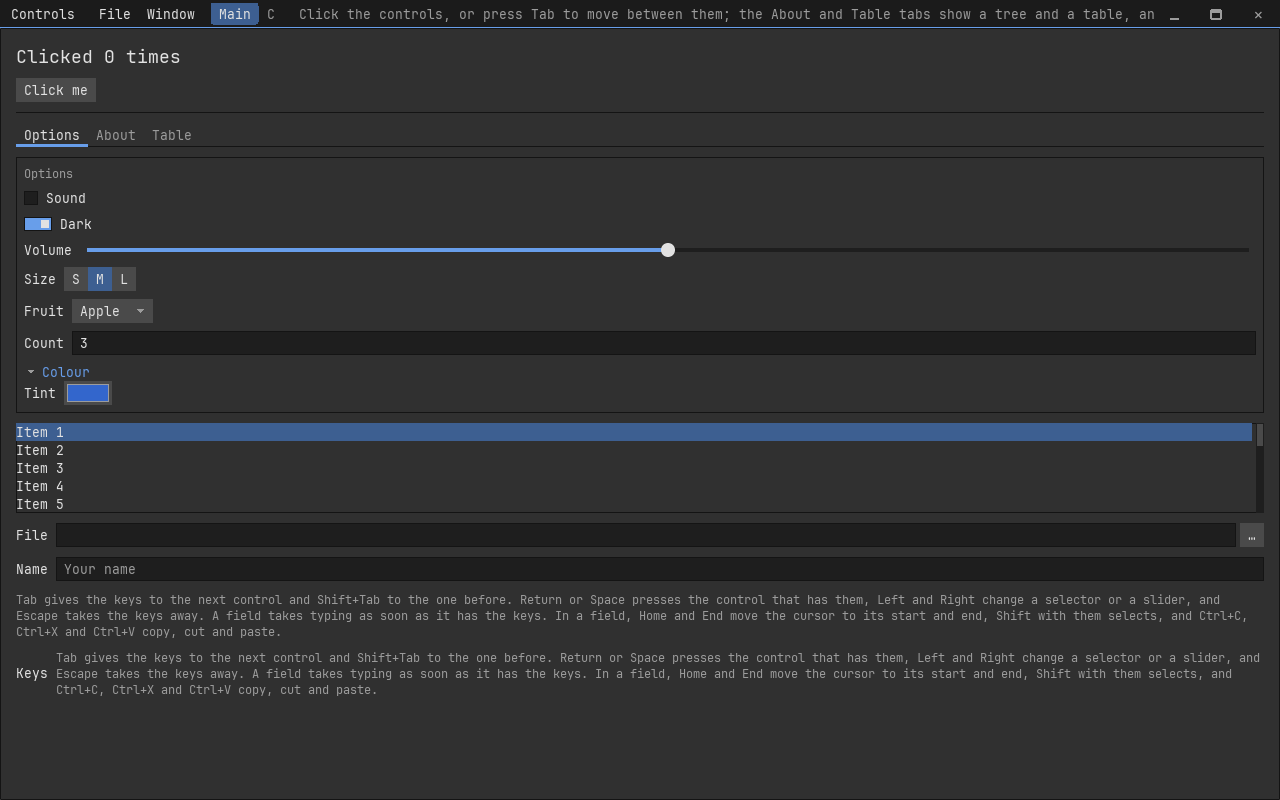 Controls File Window Main C Click the controls, or press Tab to move between them; the About and Table tabs show a tree and a table, an
Clicked 0 times
Click me
Options About Table
Options
Sound
Dark
Volume
Size S M L
Fruit Apple
Count 3
Colour
Tint
Item 1
Item 2
Item 3
Item 4
Item 5
File …
Name Your name
Tab gives the keys to the next control and Shift+Tab to the one before. Return or Space presses the control that has them, Left and Right change a selector or a slider, and
Escape takes the keys away. A field takes typing as soon as it has the keys. In a field, Home and End move the cursor to its start and end, Shift with them selects, and Ctrl+C,
Ctrl+X and Ctrl+V copy, cut and paste.
Tab gives the keys to the next control and Shift+Tab to the one before. Return or Space presses the control that has them, Left and Right change a selector or a slider, and
Keys Escape takes the keys away. A field takes typing as soon as it has the keys. In a field, Home and End move the cursor to its start and end, Shift with them selects, and
Ctrl+C, Ctrl+X and Ctrl+V copy, cut and paste.